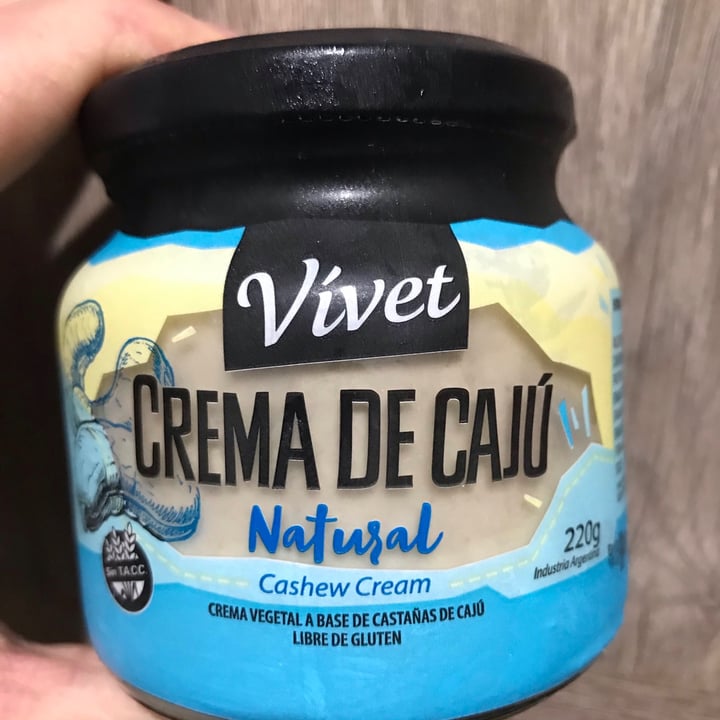 Vívet
CREMA DE CAJÚ
Natural
220g
Industria Argentina
Sin T.A.C.C.
Cashew Cream
CREMA VEGETAL A BASE DE CASTAÑAS DE CAJÚ
LIBRE DE GLUTEN